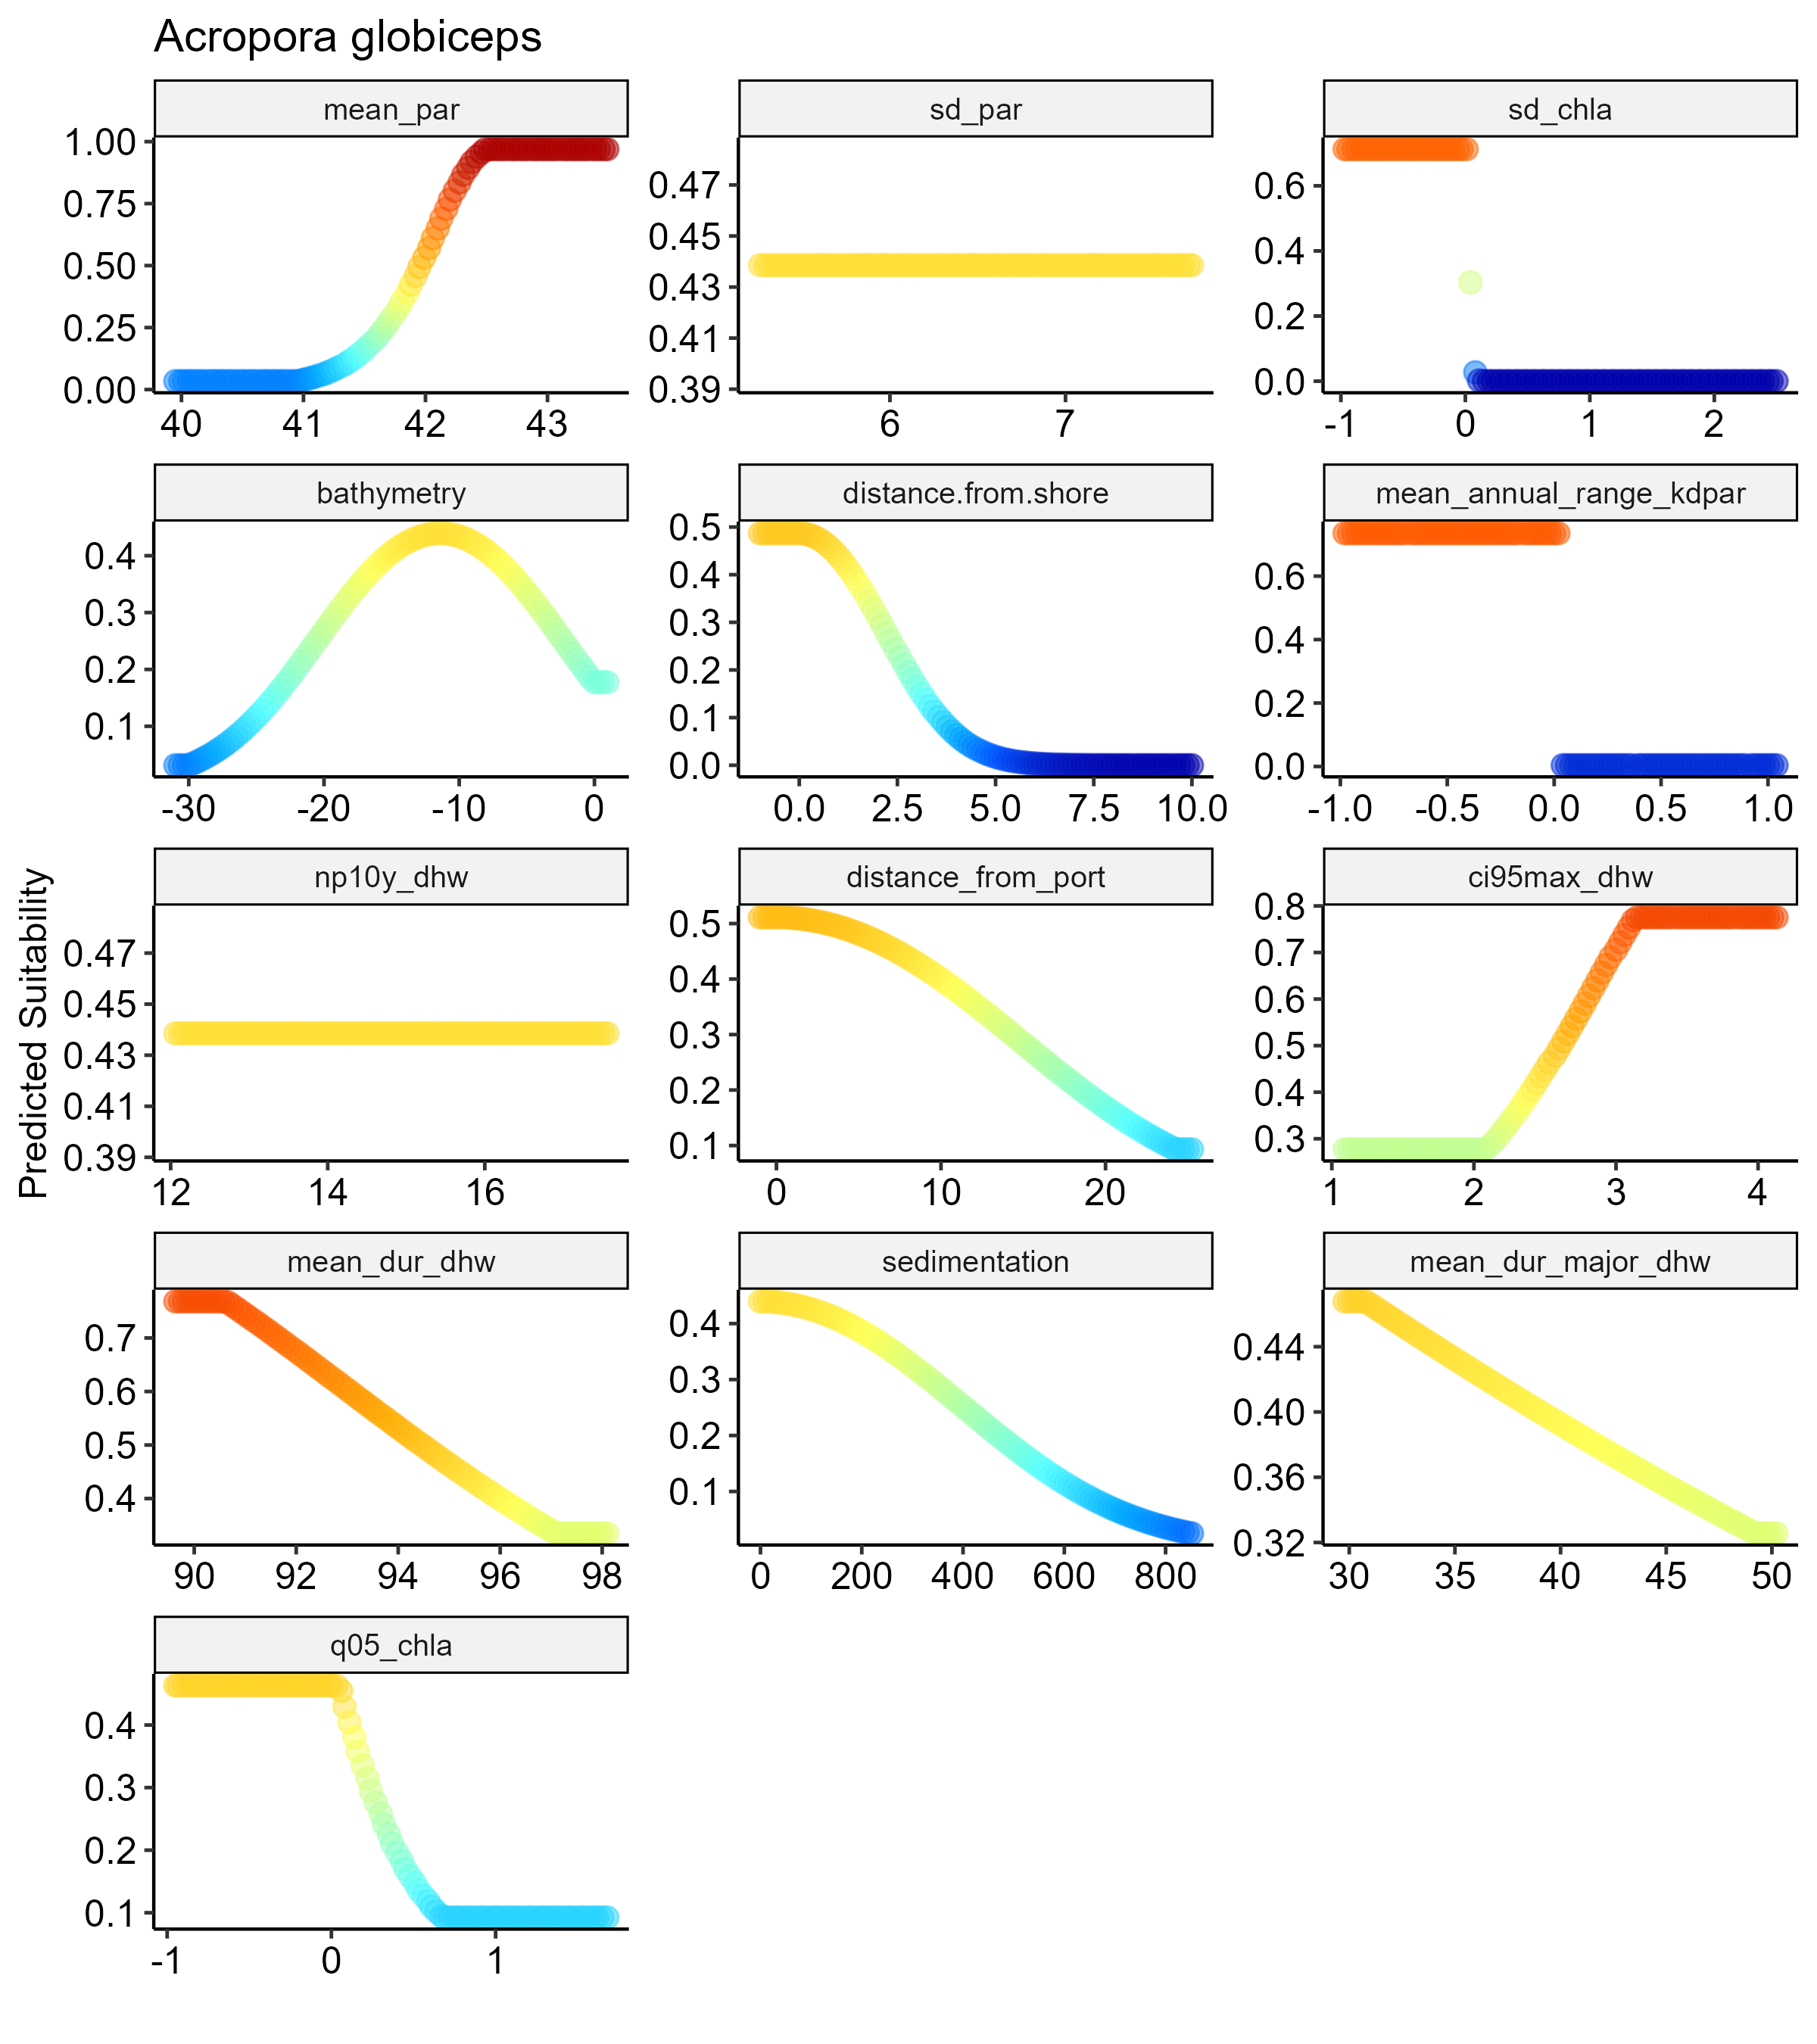 Acropora globiceps
mean_par
sd_par
sd_chla
1.00
0.75
0.50
0.25
0.00
40 41 42 43
0.47
0.45
0.43
0.41
0.39
6 7
0.6
0.4
0.2
0.0
-1 0 1 2
bathymetry
distance.from.shore
mean_annual_range_kdpar
0.4
0.3
0.2
0.1
-30 -20 -10 0
0.5
0.4
0.3
0.2
0.1
0.0
0.0 2.5 5.0 7.5 10.0
0.6
0.4
0.2
0.0
-1.0 -0.5 0.0 0.5 1.0
Predicted Suitability
np10y_dhw
distance_from_port
ci95max_dhw
0.47
0.45
0.43
0.41
0.39
12 14 16
0.5
0.4
0.3
0.2
0.1
0 10 20
0.8
0.7
0.6
0.5
0.4
0.3
1 2 3 4
mean_dur_dhw
sedimentation
mean_dur_major_dhw
0.7
0.6
0.5
0.4
90 92 94 96 98
0.4
0.3
0.2
0.1
0 200 400 600 800
0.44
0.40
0.36
0.32
30 35 40 45 50
q05_chla
0.4
0.3
0.2
0.1
-1 0 1